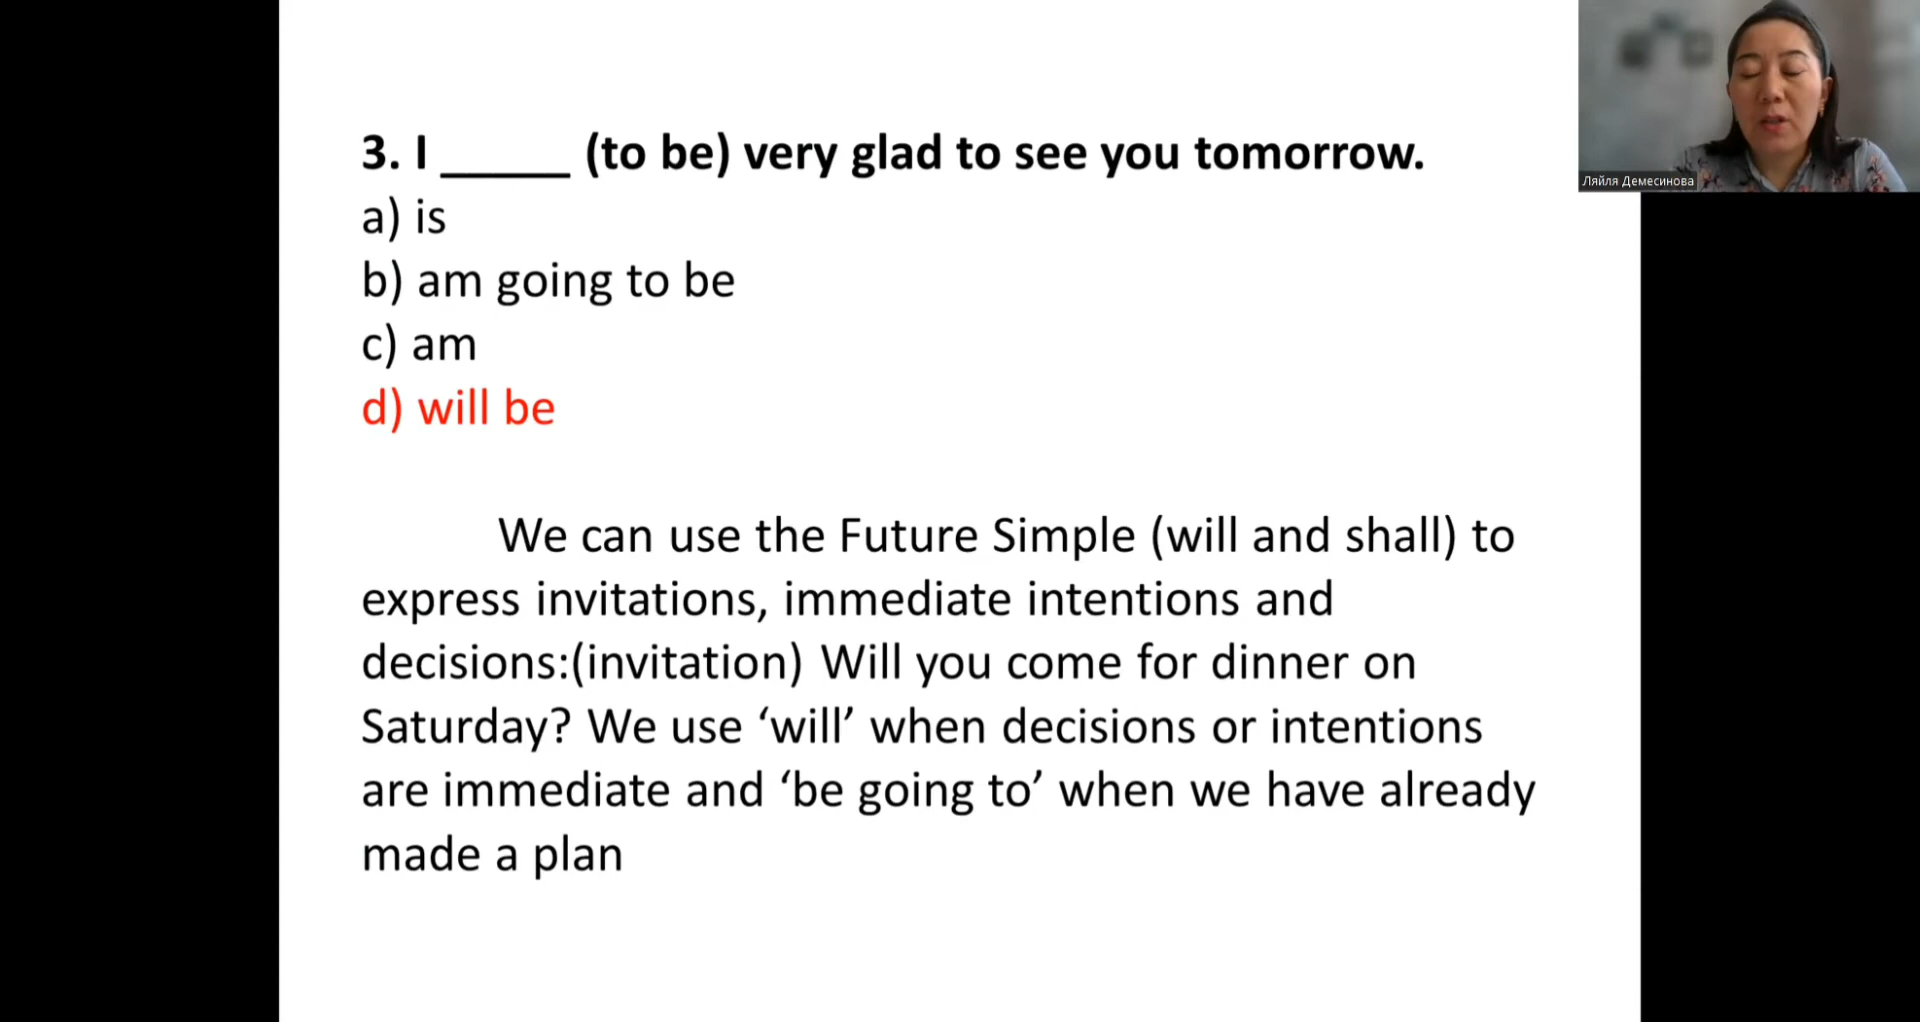 3. I _____ (to be) very glad to see you tomorrow.
a) is
b) am going to be
c) am
d) will be
We can use the Future Simple (will and shall) to
express invitations, immediate intentions and
decisions:(invitation) Will you come for dinner on
Saturday? We use ‘will’ when decisions or intentions
are immediate and ‘be going to’ when we have already
made a plan
Ляйля Демесинова